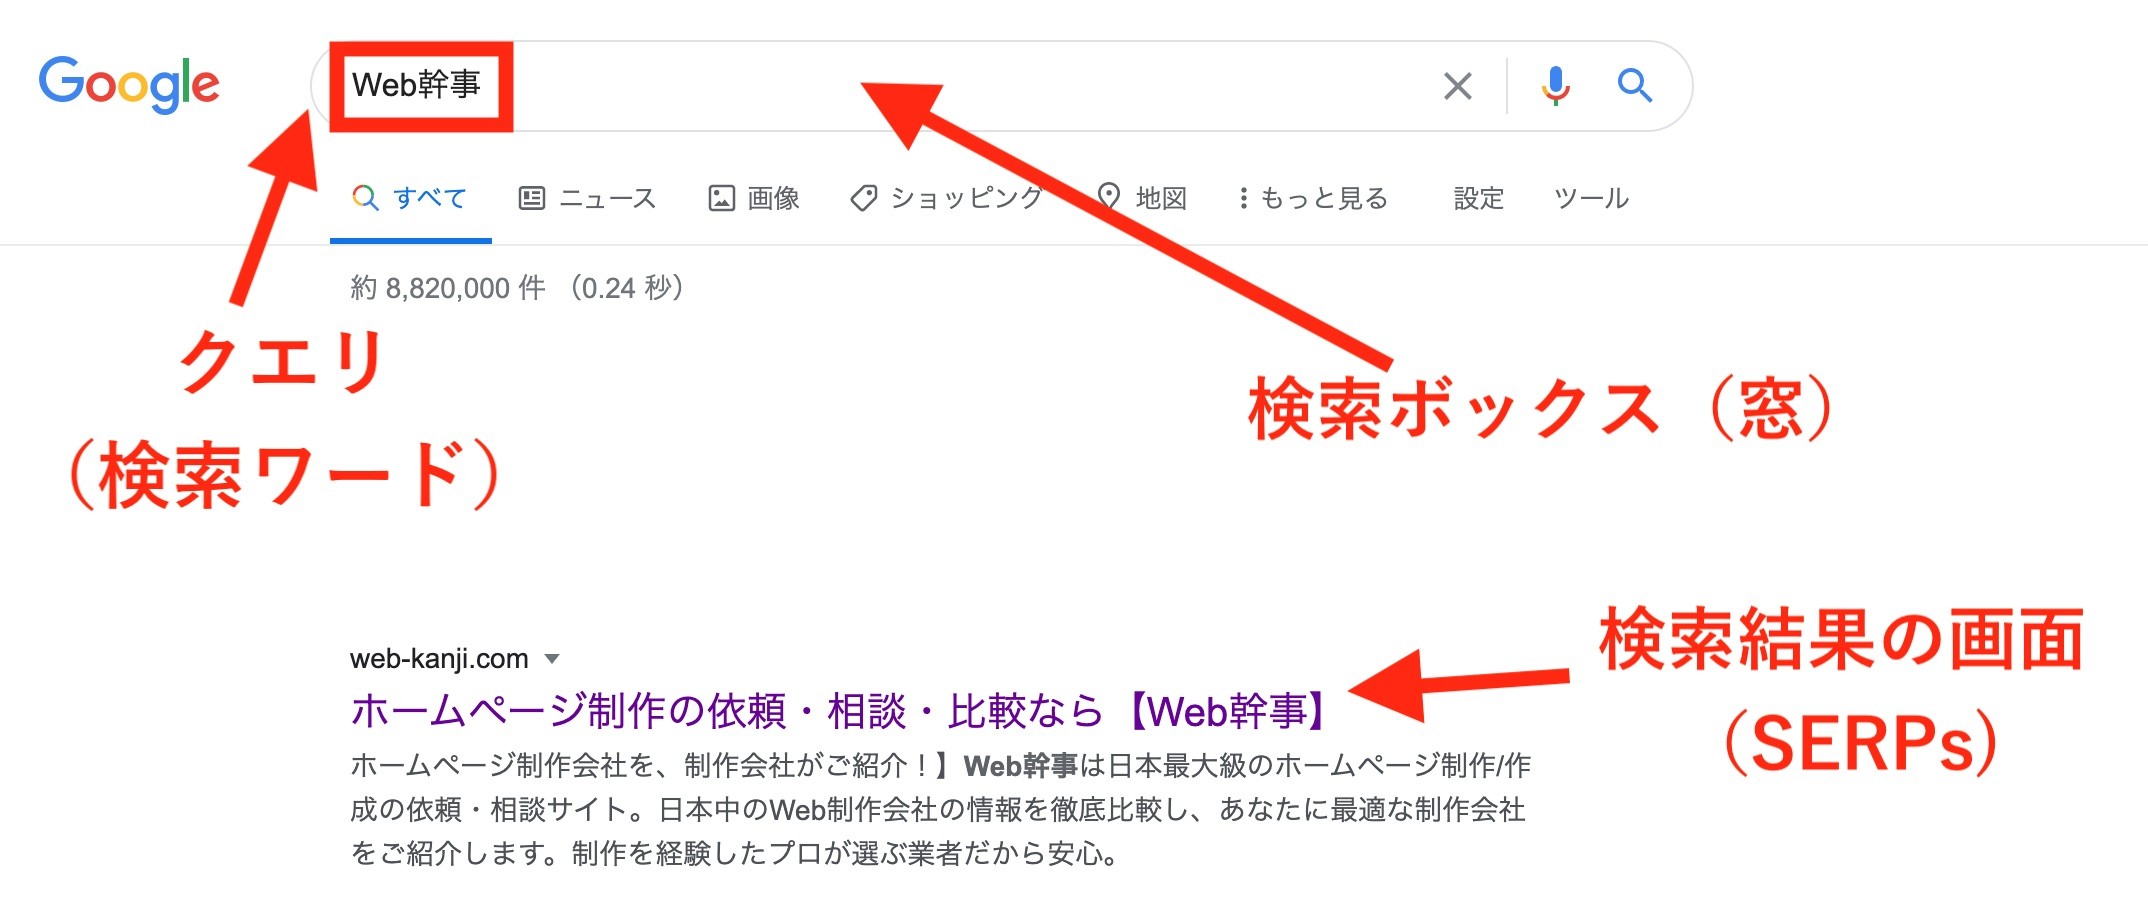 Google
Web幹事
すべて ニュース 画像 ショッピング 地図 もっと見る 設定 ツール
約 8,820,000 件 （0.24 秒）
クエリ
（検索ワード）
検索ボックス（窓）
web-kanji.com
ホームページ制作の依頼・相談・比較なら【Web幹事】
ホームページ制作会社を、制作会社がご紹介！】Web幹事は日本最大級のホームページ制作/作
成の依頼・相談サイト。日本中のWeb制作会社の情報を徹底比較し、あなたに最適な制作会社
をご紹介します。制作を経験したプロが選ぶ業者だから安心。
検索結果の画面
（SERPs）